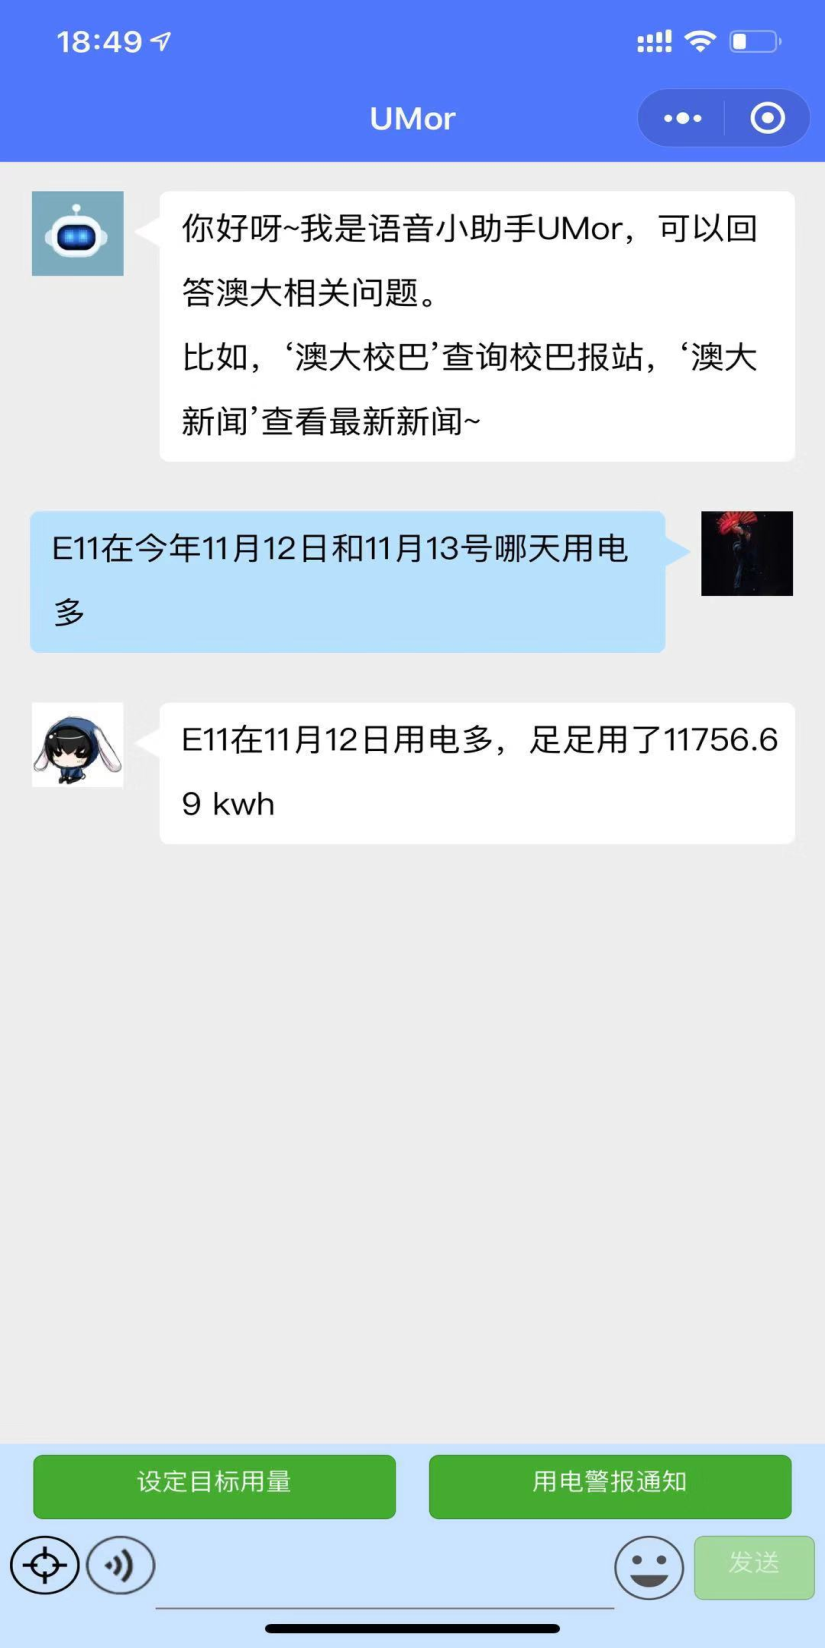 18:49
UMor
你好呀~我是语音小助手UMor，可以回
答澳大相关问题。
比如，‘澳大校巴’查询校巴报站，‘澳大
新闻’查看最新新闻~
E11在今年11月12日和11月13号哪天用电
多
E11在11月12日用电多，足足用了11756.6
9 kwh
设定目标用量
用电警报通知
发送